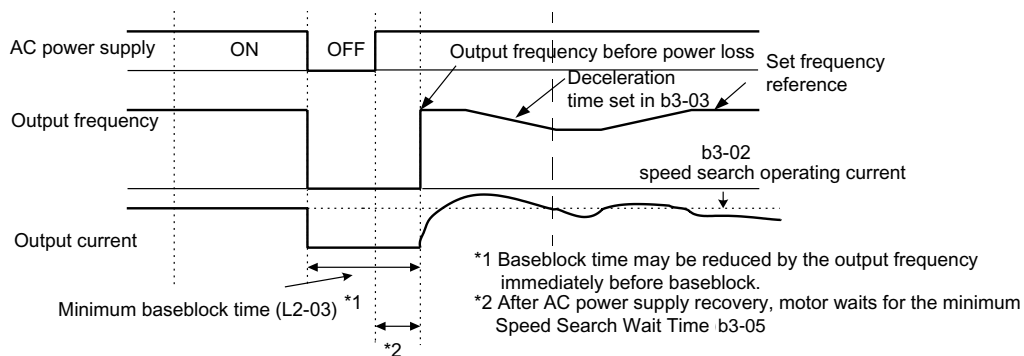 AC power supply
ON
OFF
Output frequency before power loss
Deceleration
time set in b3-03
Set frequency
reference
Output frequency
b3-02
speed search operating current
Output current
*1 Baseblock time may be reduced by the output frequency
immediately before baseblock.
Minimum baseblock time (L2-03) *1
*2 After AC power supply recovery, motor waits for the minimum
Speed Search Wait Time b3-05
*2